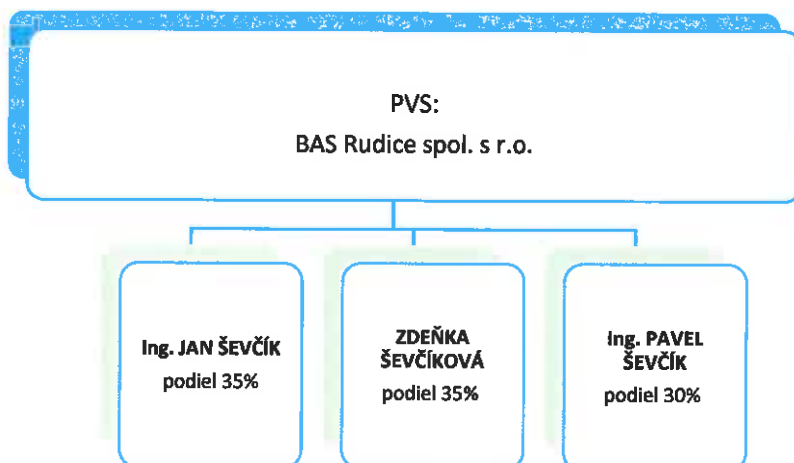 PVS:
BAS Rudice spol. s r.o.
Ing. JAN ŠEVČÍK
podiel 35%
ZDEŇKA
ŠEVČÍKOVÁ
podiel 35%
Ing. PAVEL
ŠEVČÍK
podiel 30%